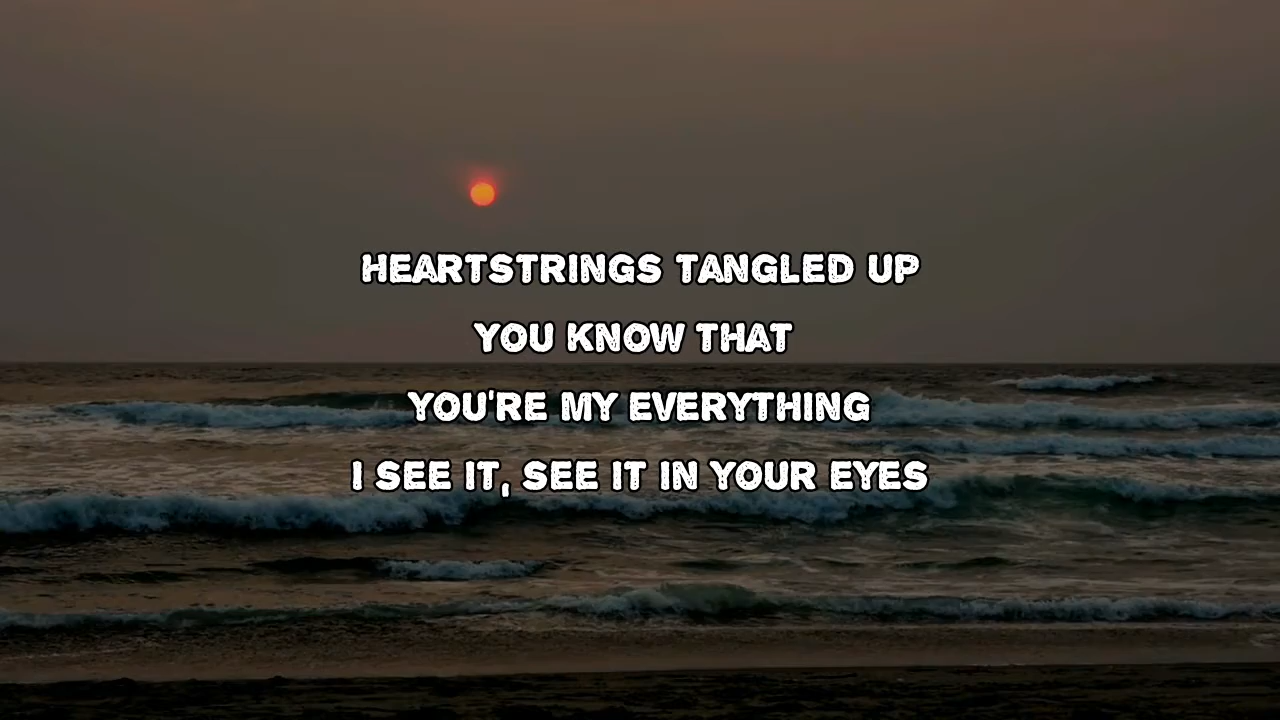 HEARTSTRINGS TANGLED UP
YOU KNOW THAT
YOU'RE MY EVERYTHING
I SEE IT, SEE IT IN YOUR EYES